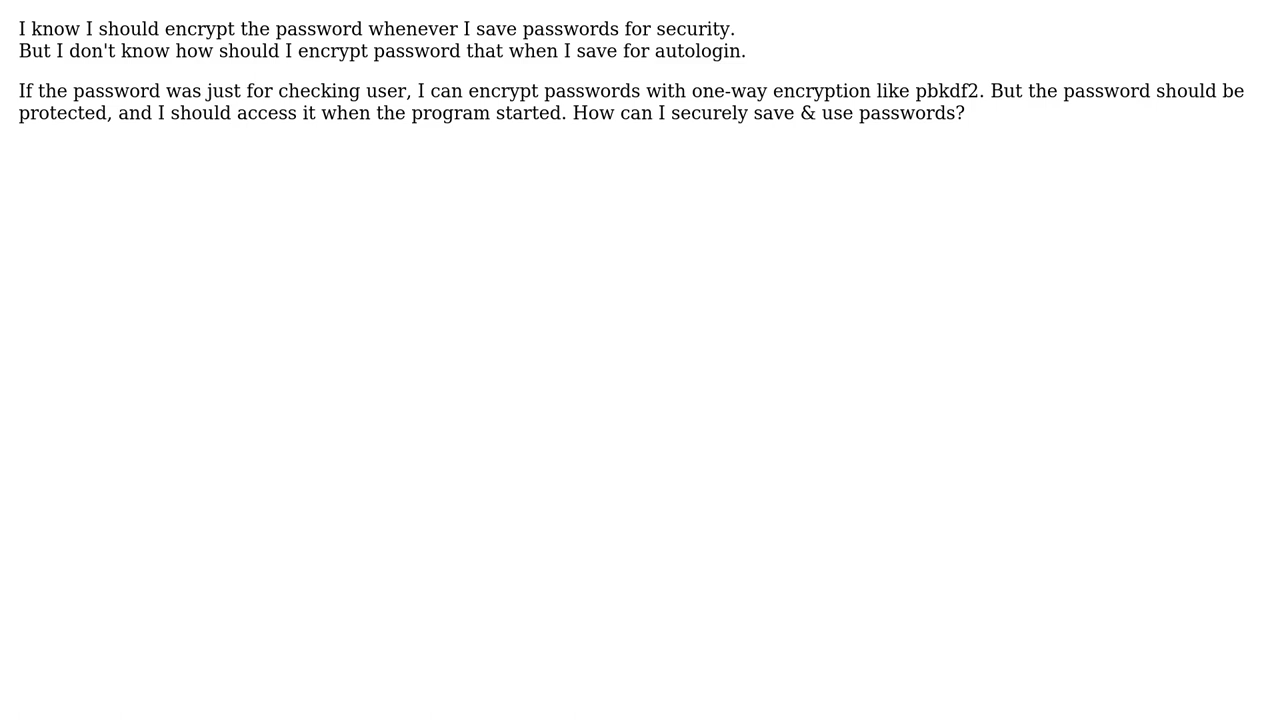 I know I should encrypt the password whenever I save passwords for security.
But I don't know how should I encrypt password that when I save for autologin.
If the password was just for checking user, I can encrypt passwords with one-way encryption like pbkdf2. But the password should be
protected, and I should access it when the program started. How can I securely save & use passwords?